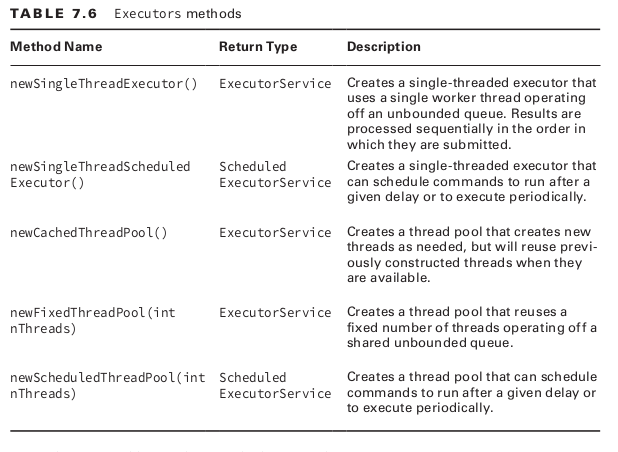 TABLE 7.6 Executors methods
Method Name Return Type Description
newSingleThreadExecutor() ExecutorService Creates a single-threaded executor that
uses a single worker thread operating
off an unbounded queue. Results are
processed sequentially in the order in
which they are submitted.
newSingleThreadScheduled Scheduled Creates a single-threaded executor that
Executor() ExecutorService can schedule commands to run after a
given delay or to execute periodically.
newCachedThreadPool() ExecutorService Creates a thread pool that creates new
threads as needed, but will reuse previ-
ously constructed threads when they
are available.
newFixedThreadPool(int ExecutorService Creates a thread pool that reuses a
nThreads) fixed number of threads operating off a
shared unbounded queue.
newScheduledThreadPool(int Scheduled Creates a thread pool that can schedule
nThreads) ExecutorService commands to run after a given delay or
to execute periodically.